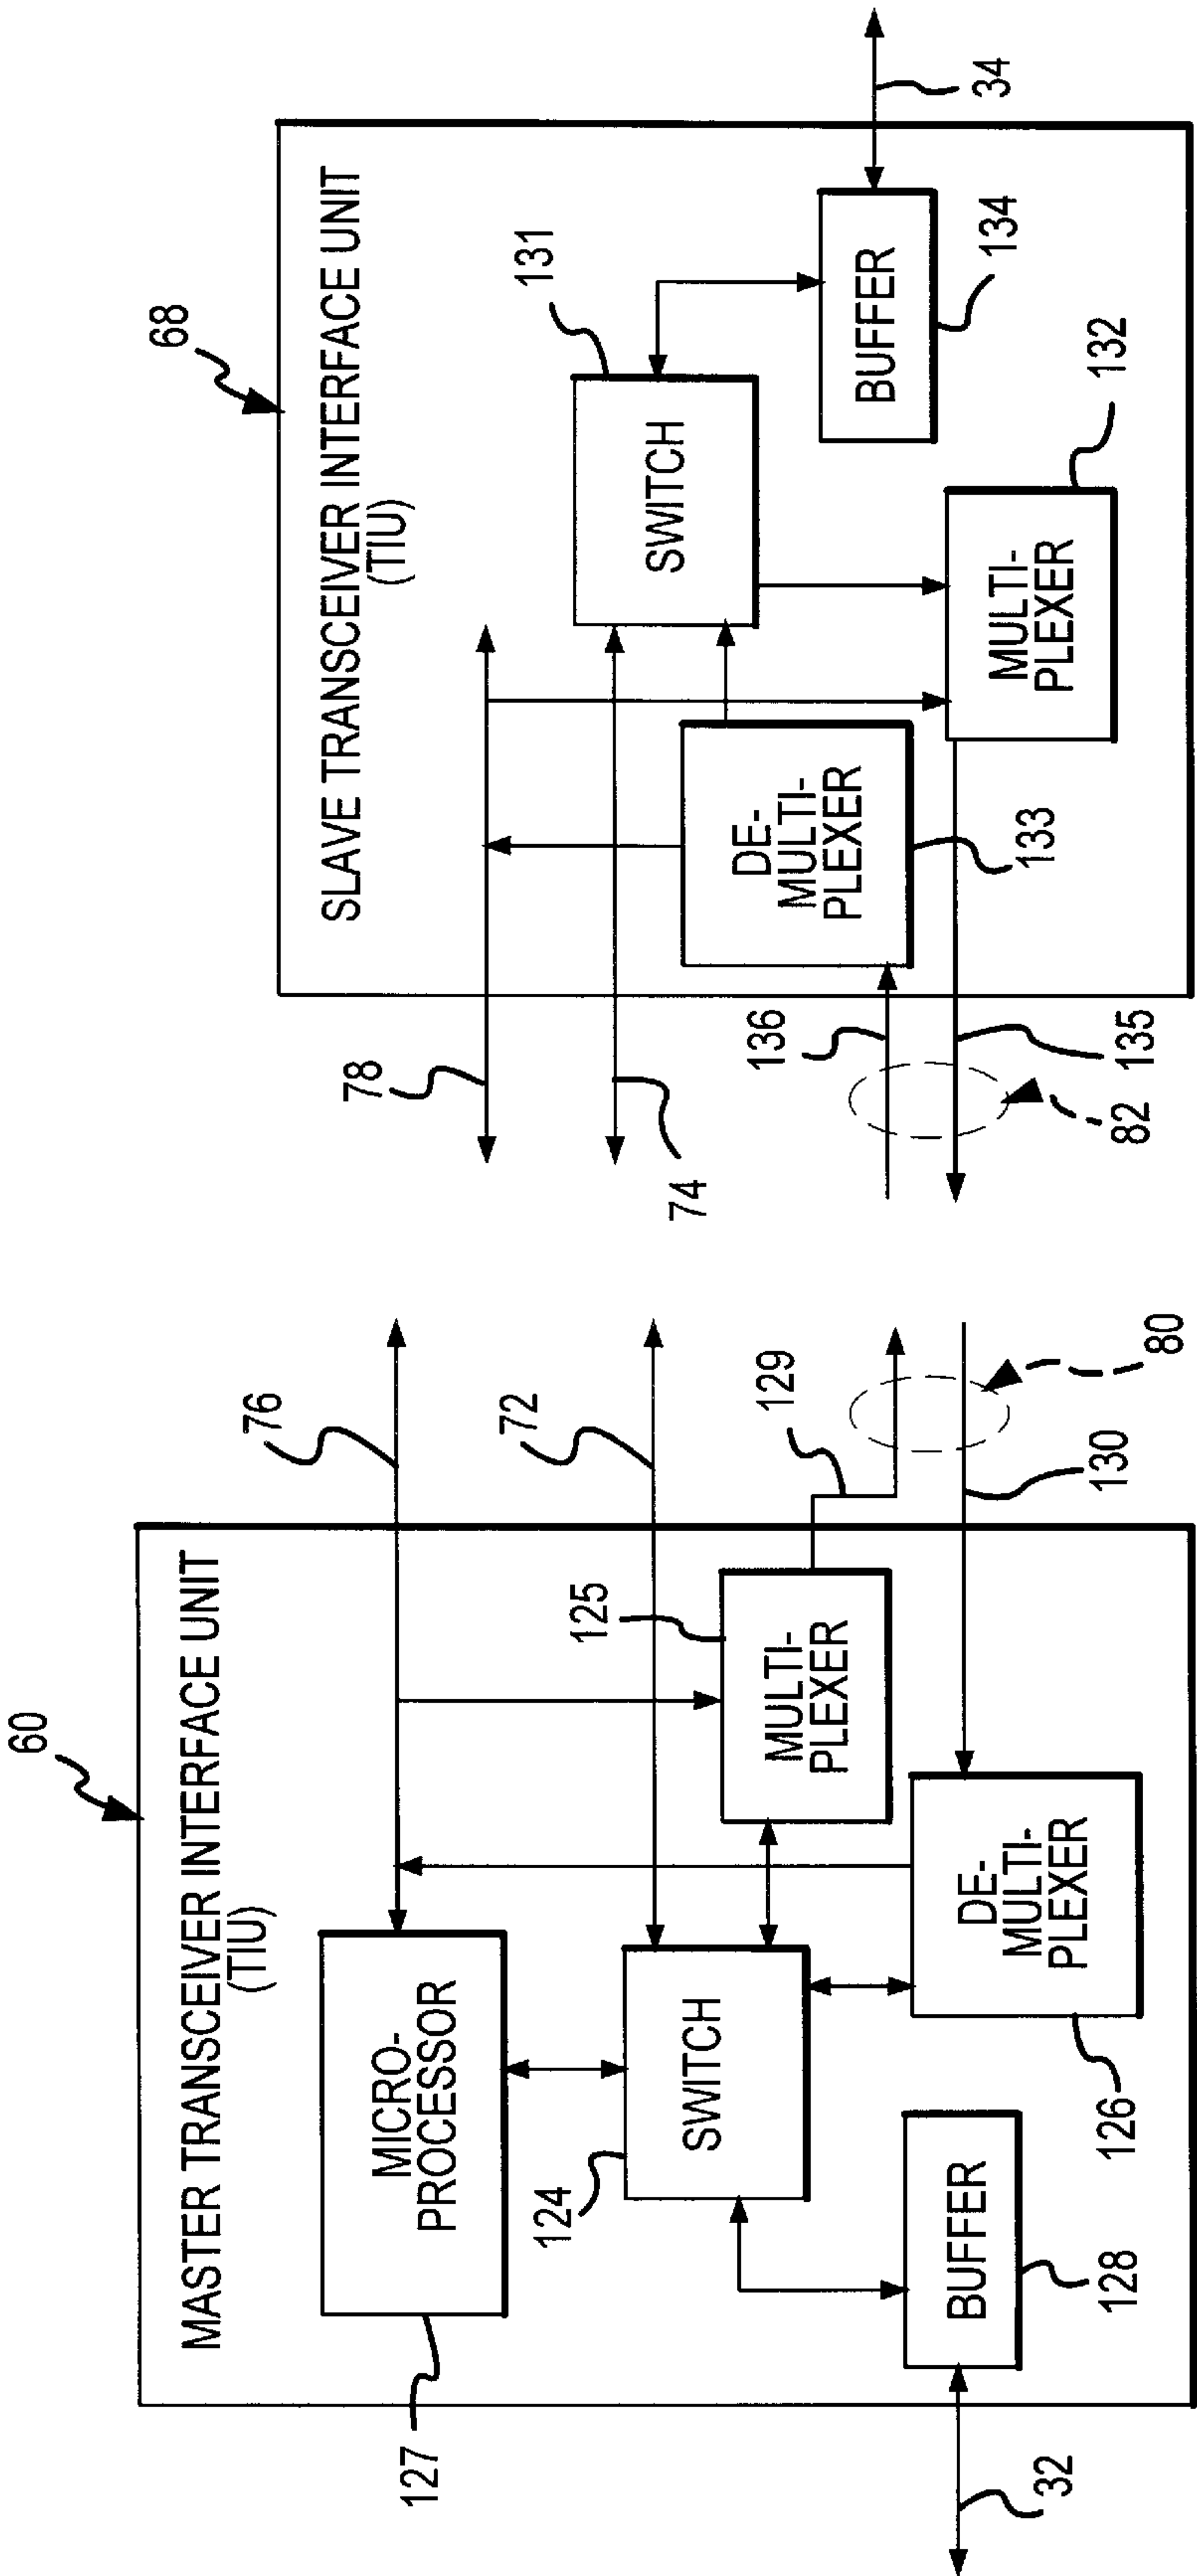 60
MASTER TRANSCEIVER INTERFACE UNIT
(TIU)
76
72
127
MICRO-
PROCESSOR
124
SWITCH
125
MULTI-
PLEXER
129
80
130
DE-
MULTI-
PLEXER
126
BUFFER
128
32
68
SLAVE TRANSCEIVER INTERFACE UNIT
(TIU)
78
74
131
SWITCH
DE-
MULTI-
PLEXER
133
136
135
82
BUFFER
134
34
MULTI-
PLEXER
132